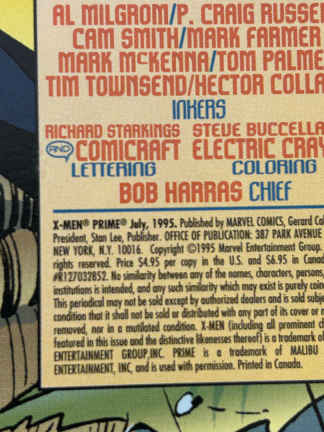 AL MILGROM/P. CRAIG RUSSE
CAM SMITH/MARK FARMER
MARK McKENNA/TOM PALME
TIM TOWNSEND/HECTOR COLLA
INKERS
RICHARD STARKINGS STEVE BUCCELLA
AND COMICRAFT ELECTRIC CRAY
LETTERING COLORING
BOB HARRAS CHIEF
X-MEN® PRIME® July, 1995. Published by MARVEL COMICS, Gerard Cal
President, Stan Lee, Publisher. OFFICE OF PUBLICATION: 387 PARK AVENUE
NEW YORK, N.Y. 10016. Copyright ©1995 Marvel Entertainment Group.
rights reserved. Price $4.95 per copy in the U.S. and $6.95 in Canad
#R127032852. No similarity between any of the names, characters, persons,
institutions is intended, and any such similarity which may exist is purely coin
This periodical may not be sold except by authorized dealers and is sold subje
condition that it shall not be sold or distributed with any part of its cover or m
removed, nor in a mutilated condition. X-MEN (including all prominent c
featured in this issue and the distinctive likenesses thereof) is a trademark of
ENTERTAINMENT GROUP, INC. PRIME is a trademark of MALIBU
ENTERTAINMENT, INC, and is used with permission. Printed in Canada.